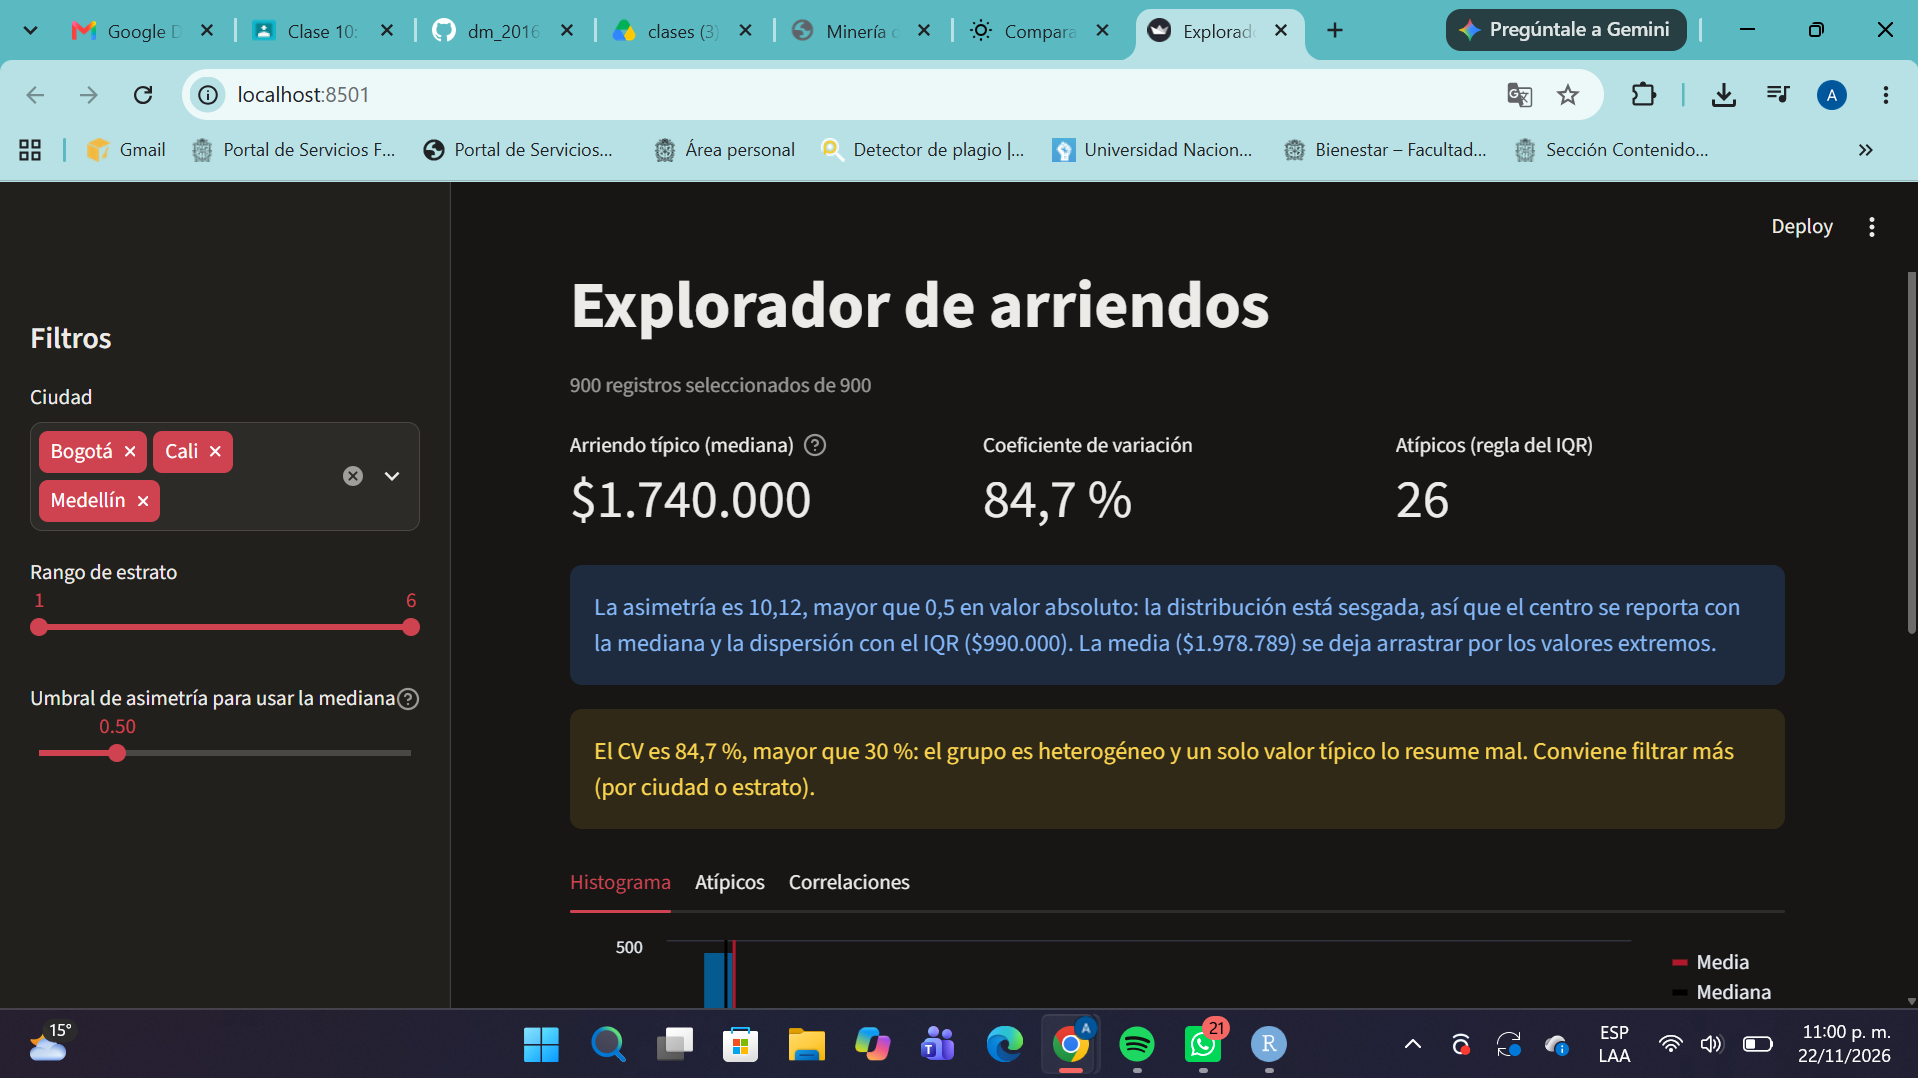 Google D
Clase 10:
dm_2016
clases (3)
Minería c
Compara
Explorad
Pregúntale a Gemini
localhost:8501
A
Gmail
Portal de Servicios F...
Portal de Servicios...
Área personal
Detector de plagio |...
Universidad Nacion...
Bienestar – Facultad...
Sección Contenido...
Deploy
Filtros
Ciudad
Bogotá
Cali
Medellín
Rango de estrato
1 6
Umbral de asimetría para usar la mediana
0.50
Explorador de arriendos
900 registros seleccionados de 900
Arriendo típico (mediana)
$1.740.000
Coeficiente de variación
84,7 %
Atípicos (regla del IQR)
26
La asimetría es 10,12, mayor que 0,5 en valor absoluto: la distribución está sesgada, así que el centro se reporta con
la mediana y la dispersión con el IQR ($990.000). La media ($1.978.789) se deja arrastrar por los valores extremos.
El CV es 84,7 %, mayor que 30 %: el grupo es heterogéneo y un solo valor típico lo resume mal. Conviene filtrar más
(por ciudad o estrato).
Histograma Atípicos Correlaciones
500
Media
Mediana
15°
A
21
R
ESP
LAA
11:00 p. m.
22/11/2026